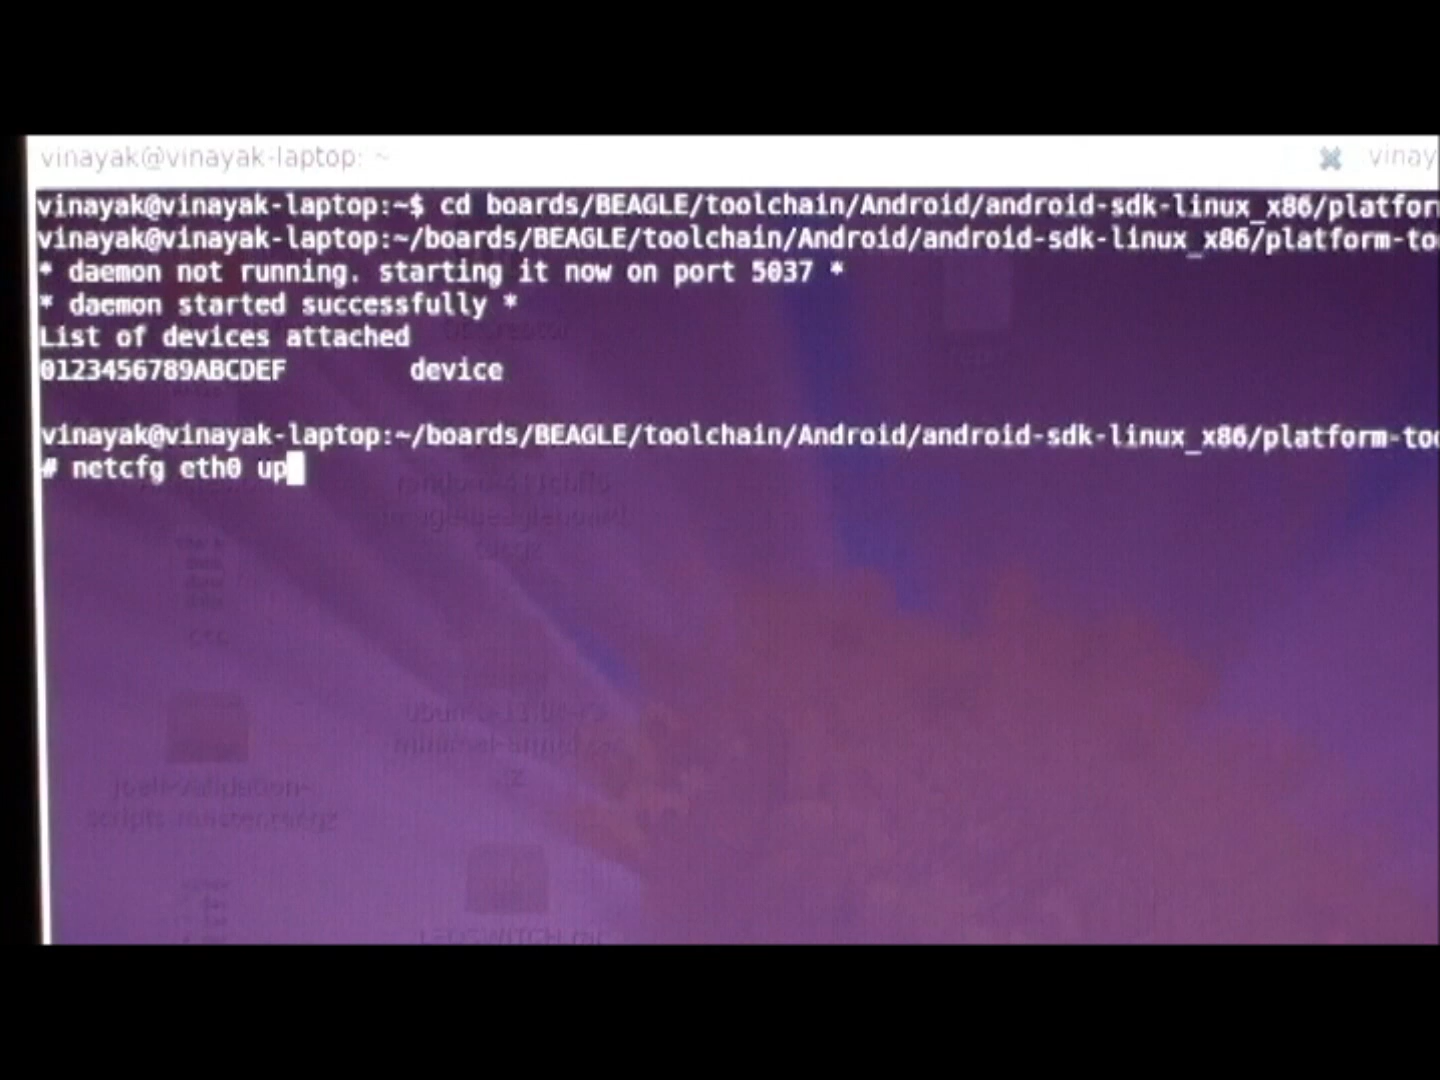 vinayak@vinayak-laptop: ~
vinay
vinayak@vinayak-laptop:~$ cd boards/BEAGLE/toolchain/Android/android-sdk-linux_x86/platfor
vinayak@vinayak-laptop:~/boards/BEAGLE/toolchain/Android/android-sdk-linux_x86/platform-to
* daemon not running. starting it now on port 5037 *
* daemon started successfully *
List of devices attached
0123456789ABCDEF device
vinayak@vinayak-laptop:~/boards/BEAGLE/toolchain/Android/android-sdk-linux_x86/platform-too
# netcfg eth0 up